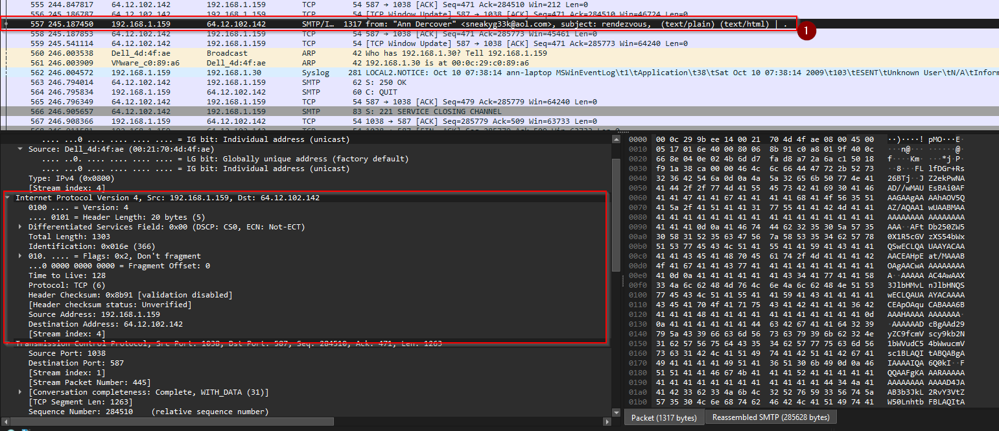 555 244.847817 64.12.102.142 192.168.1.159 TCP 54 587 → 1038 [ACK] Seq=471 Ack=284510 Win=212 Len=0
556 245.186787 64.12.102.142 192.168.1.159 TCP 54 [TCP Window Update] 587 → 1038 [ACK] Seq=471 Ack=284510 Win=46724 Len=0
557 245.187450 192.168.1.159 64.12.102.142 SMTP/I… 1317 from: "Ann Dercover" <sneakyg33k@aol.com>, subject: rendezvous, (text/plain) (text/html) | .
1
558 245.187853 64.12.102.142 192.168.1.159 TCP 54 587 → 1038 [ACK] Seq=471 Ack=285773 Win=45461 Len=0
559 245.541114 64.12.102.142 192.168.1.159 TCP 54 [TCP Window Update] 587 → 1038 [ACK] Seq=471 Ack=285773 Win=64240 Len=0
560 246.003538 Dell_4d:4f:ae Broadcast ARP 42 Who has 192.168.1.30? Tell 192.168.1.159
561 246.003909 VMware_c0:89:a6 Dell_4d:4f:ae ARP 42 192.168.1.30 is at 00:0c:29:c0:89:a6
562 246.004572 192.168.1.159 192.168.1.30 Syslog 281 LOCAL2.NOTICE: Oct 10 07:38:14 ann-laptop MSWinEventLog\t1\tApplication\t38\tSat Oct 10 07:38:14 2009\t103\tESENT\tUnknown User\tN/A\tInform
563 246.794014 64.12.102.142 192.168.1.159 SMTP 62 S: 250 OK
564 246.795834 192.168.1.159 64.12.102.142 SMTP 60 C: QUIT
565 246.796349 64.12.102.142 192.168.1.159 TCP 54 587 → 1038 [ACK] Seq=479 Ack=285779 Win=64240 Len=0
566 246.905657 64.12.102.142 192.168.1.159 SMTP 83 S: 221 SERVICE CLOSING CHANNEL
567 246.908366 192.168.1.159 64.12.102.142 TCP 54 1038 → 587 [ACK] Seq=285779 Ack=509 Win=63733 Len=0
.... ...0 .... .... .... .... = IG bit: Individual address (unicast)
Source: Dell_4d:4f:ae (00:21:70:4d:4f:ae)
.... ..0. .... .... .... .... = LG bit: Globally unique address (factory default)
.... ...0 .... .... .... .... = IG bit: Individual address (unicast)
Type: IPv4 (0x0800)
[Stream index: 4]
Internet Protocol Version 4, Src: 192.168.1.159, Dst: 64.12.102.142
0100 .... = Version: 4
.... 0101 = Header Length: 20 bytes (5)
Differentiated Services Field: 0x00 (DSCP: CS0, ECN: Not-ECT)
Total Length: 1303
Identification: 0x016e (366)
010. .... = Flags: 0x2, Don't fragment
...0 0000 0000 0000 = Fragment Offset: 0
Time to Live: 128
Protocol: TCP (6)
Header Checksum: 0x8b91 [validation disabled]
[Header checksum status: Unverified]
Source Address: 192.168.1.159
Destination Address: 64.12.102.142
[Stream index: 4]
Transmission Control Protocol, Src Port: 1038, Dst Port: 587, Seq: 284510, Ack: 471, Len: 1263
Source Port: 1038
Destination Port: 587
[Stream index: 1]
[Stream Packet Number: 445]
[Conversation completeness: Complete, WITH_DATA (31)]
[TCP Segment Len: 1263]
Sequence Number: 284510 (relative sequence number)
0000 00 0c 29 9b ee 14 00 21 70 4d 4f ae 08 00 45 00 ··)····! pMO···E·
0010 05 17 01 6e 40 00 80 06 8b 91 c0 a8 01 9f 40 0c ···n@··· ······@·
0020 66 8e 04 0e 02 4b 6d d7 fa d8 a7 2a 6a c1 50 18 f····Km· ···*j·P·
0030 f9 1a 38 ca 00 00 46 4c 6c 66 44 47 72 2b 52 73 ··8···FL lfDGr+Rs
0040 32 36 42 54 6a 0d 0a 4a 5a 32 65 6b 50 77 4e 41 26BTj··J Z2ekPwNA
0050 41 44 2f 2f 77 4d 41 55 45 73 42 41 69 30 41 46 AD//wMAU EsBAi0AF
0060 41 41 47 41 41 67 41 41 41 41 68 41 4f 56 35 51 AAGAAgAA AAhAOV5Q
0070 41 5a 2f 41 51 41 41 31 77 55 41 41 42 4d 41 41 AZ/AQAA1 wUAABMAA
0080 41 41 41 41 41 41 41 41 41 41 41 41 41 41 41 41 AAAAAAAA AAAAAAAA
0090 41 41 41 0d 0a 41 46 74 44 62 32 35 30 5a 57 35 AAA··AFt Db250ZW5
00a0 30 58 31 52 35 63 47 56 7a 58 53 35 34 62 57 78 0X1R5cGV zXS54bWx
00b0 51 53 77 45 43 4c 51 41 55 41 41 59 41 43 41 41 QSwECLQA UAAYACAA
00c0 41 41 43 45 41 48 70 45 61 74 2f 4d 41 41 41 42 AACEAHpE at/MAAAB
00d0 4f 41 67 41 41 43 77 41 41 41 41 41 41 41 41 41 OAgAACwA AAAAAAAA
00e0 41 0d 0a 41 41 41 41 41 41 43 34 41 77 41 41 58 A··AAAAA AC4AwAAX
00f0 33 4a 6c 62 48 4d 76 4c 6e 4a 6c 62 48 4e 51 53 3JlbHMvL nJlbHNQS
0100 77 45 43 4c 51 41 55 41 41 59 41 43 41 41 41 41 wECLQAUA AYACAAAA
0110 43 45 41 70 4f 41 71 75 43 41 42 41 41 41 36 42 CEApOAqu CABAAA6B
0120 41 41 41 48 41 41 41 41 41 41 41 41 41 41 41 0d AAAHAAAA AAAAAAA·
0130 0a 41 41 41 41 41 41 44 63 42 67 41 41 64 32 39 ·AAAAAAD cBgAAd29
0140 79 5a 43 39 66 63 6d 56 73 63 79 39 6b 62 32 4e yZC9fcmV scy9kb2N
0150 31 62 57 56 75 64 43 35 34 62 57 77 75 63 6d 56 1bWVudC5 4bWwucmV
0160 73 63 31 42 4c 41 51 49 74 41 42 51 41 42 67 41 sc1BLAQI tABQABgA
0170 49 41 41 41 41 49 51 41 36 51 30 6b 49 0d 0a 46 IAAAAIQA 6Q0kI··F
0180 51 51 41 41 46 67 4b 41 41 41 52 41 41 41 41 41 QQAAFgKA AARAAAAA
0190 41 41 41 41 41 41 41 41 41 41 41 41 44 34 4a 41 AAAAAAAA AAAAD4JA
01a0 41 42 33 62 33 4a 6b 4c 32 52 76 59 33 56 74 5a AB3b3JkL 2RvY3VtZ
01b0 57 35 30 4c 6e 68 74 62 46 42 4c 41 51 49 74 41 W50Lnhtb FBLAQItA
Packet (1317 bytes)
Reassembled SMTP (285628 bytes)